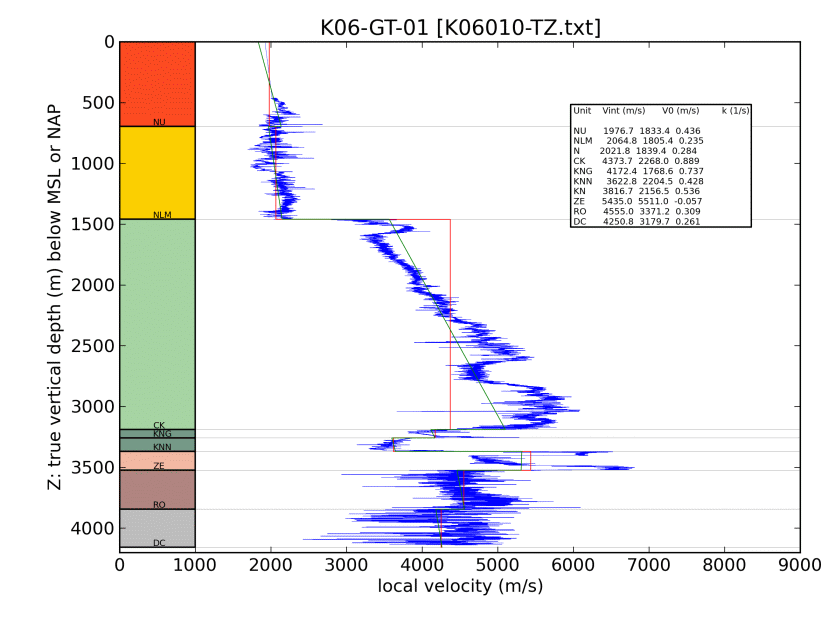 K06-GT-01 [K06010-TZ.txt]
0
500
1000
1500
2000
2500
3000
3500
4000
Z: true vertical depth (m) below MSL or NAP
NU
NLM
CK
KNG
KNN
ZE
RO
DC
Unit Vint (m/s) V0 (m/s) k (1/s)
NU 1976.7 1833.4 0.436
NLM 2064.8 1805.4 0.235
N 2021.8 1839.4 0.284
CK 4373.7 2268.0 0.889
KNG 4172.4 1768.6 0.737
KNN 3622.8 2204.5 0.428
KN 3816.7 2156.5 0.536
ZE 5435.0 5511.0 -0.057
RO 4555.0 3371.2 0.309
DC 4250.8 3179.7 0.261
0 1000 2000 3000 4000 5000 6000 7000 8000 9000
local velocity (m/s)